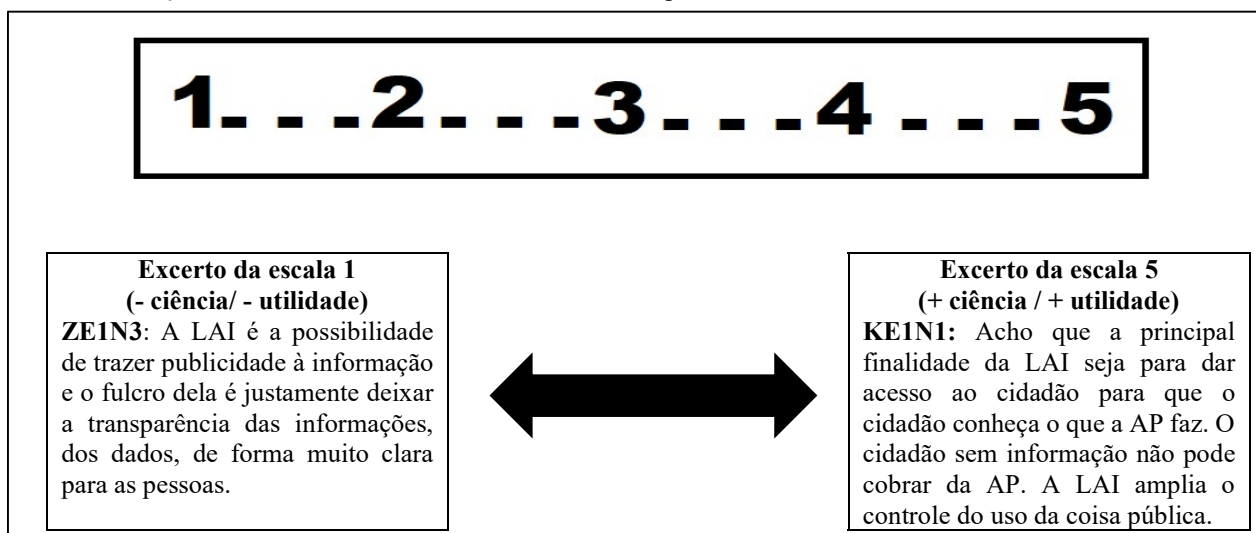 1- - -2- - -3- - -4 - - -5
Excerto da escala 1
(- ciência/ - utilidade)
ZE1N3: A LAI é a possibilidade
de trazer publicidade à informação
e o fulcro dela é justamente deixar
a transparência das informações,
dos dados, de forma muito clara
para as pessoas.
Excerto da escala 5
(+ ciência / + utilidade)
KE1N1: Acho que a principal
finalidade da LAI seja para dar
acesso ao cidadão para que o
cidadão conheça o que a AP faz. O
cidadão sem informação não pode
cobrar da AP. A LAI amplia o
controle do uso da coisa pública.